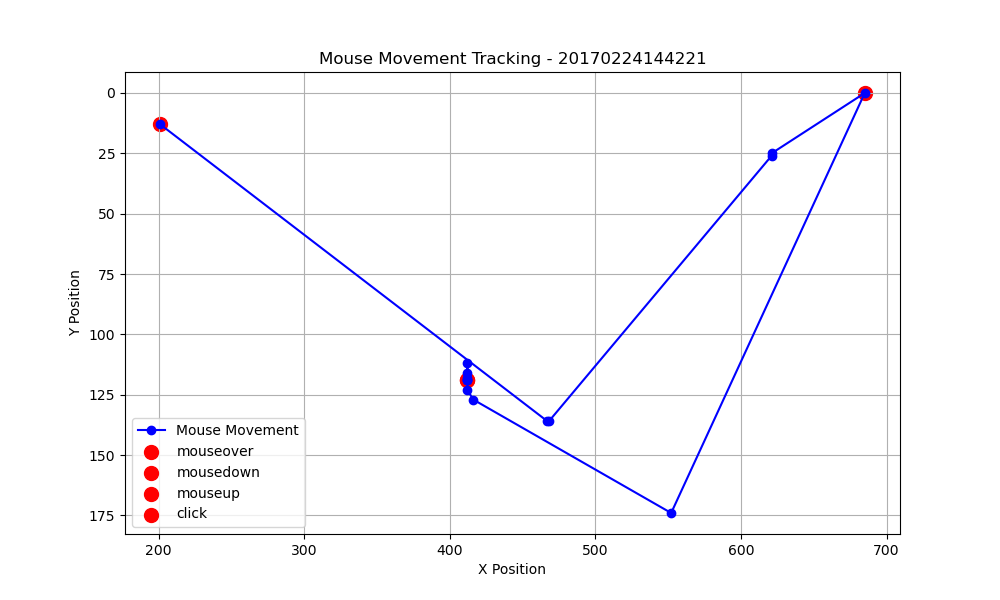 Mouse Movement Tracking - 20170224144221
Y Position
0
25
50
75
100
125
150
175
Mouse Movement
mouseover
mousedown
mouseup
click
200 300 400 500 600 700
X Position